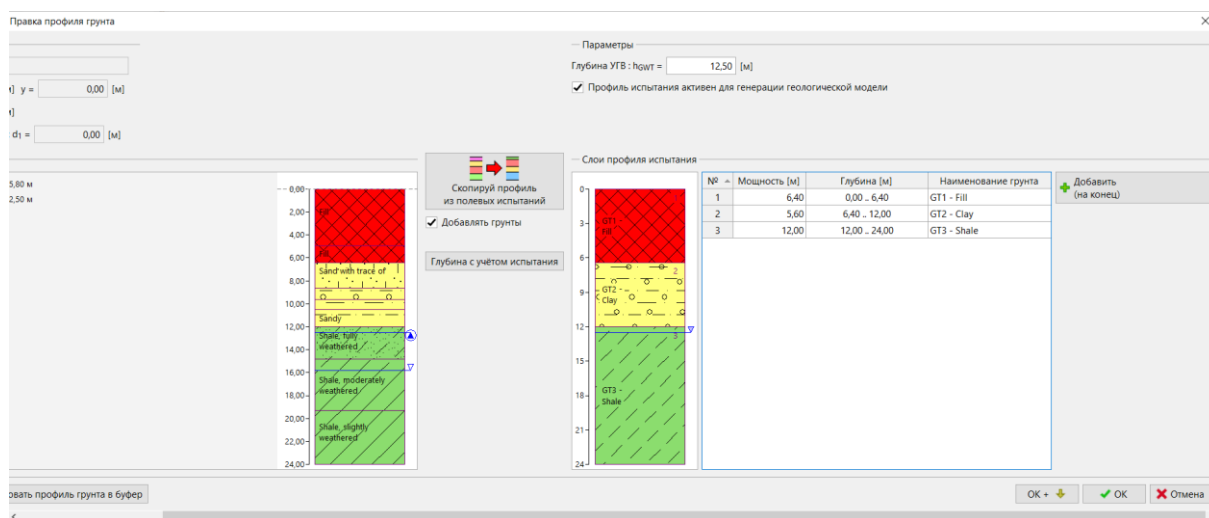 Правка профиля грунта
Параметры
Глубина УГВ : hGWT = 12,50 [м]
] y = 0,00 [м]
Профиль испытания активен для генерации геологической модели
]
d1 = 0,00 [м]
Слои профиля испытания
5,80 м
2,50 м
Скопируй профиль
из полевых испытаний
Добавлять грунты
Глубина с учётом испытания
0,00
2,00
4,00
6,00
8,00
10,00
12,00
14,00
16,00
18,00
20,00
22,00
24,00
Fill
Fill
Sand with trace of
Sandy
Shale, fully
weathered
Shale, moderately
weathered
Shale, slightly
weathered
0
3
6
9
12
15
18
21
24
GT1 -
Fill
2
GT2 -
Clay
3
GT3 -
Shale
№ Мощность [м] Глубина [м] Наименование грунта
1 6,40 0,00 .. 6,40 GT1 - Fill
2 5,60 6,40 .. 12,00 GT2 - Clay
3 12,00 12,00 .. 24,00 GT3 - Shale
Добавить
(на конец)
овать профиль грунта в буфер
OK +
OK
Отмена